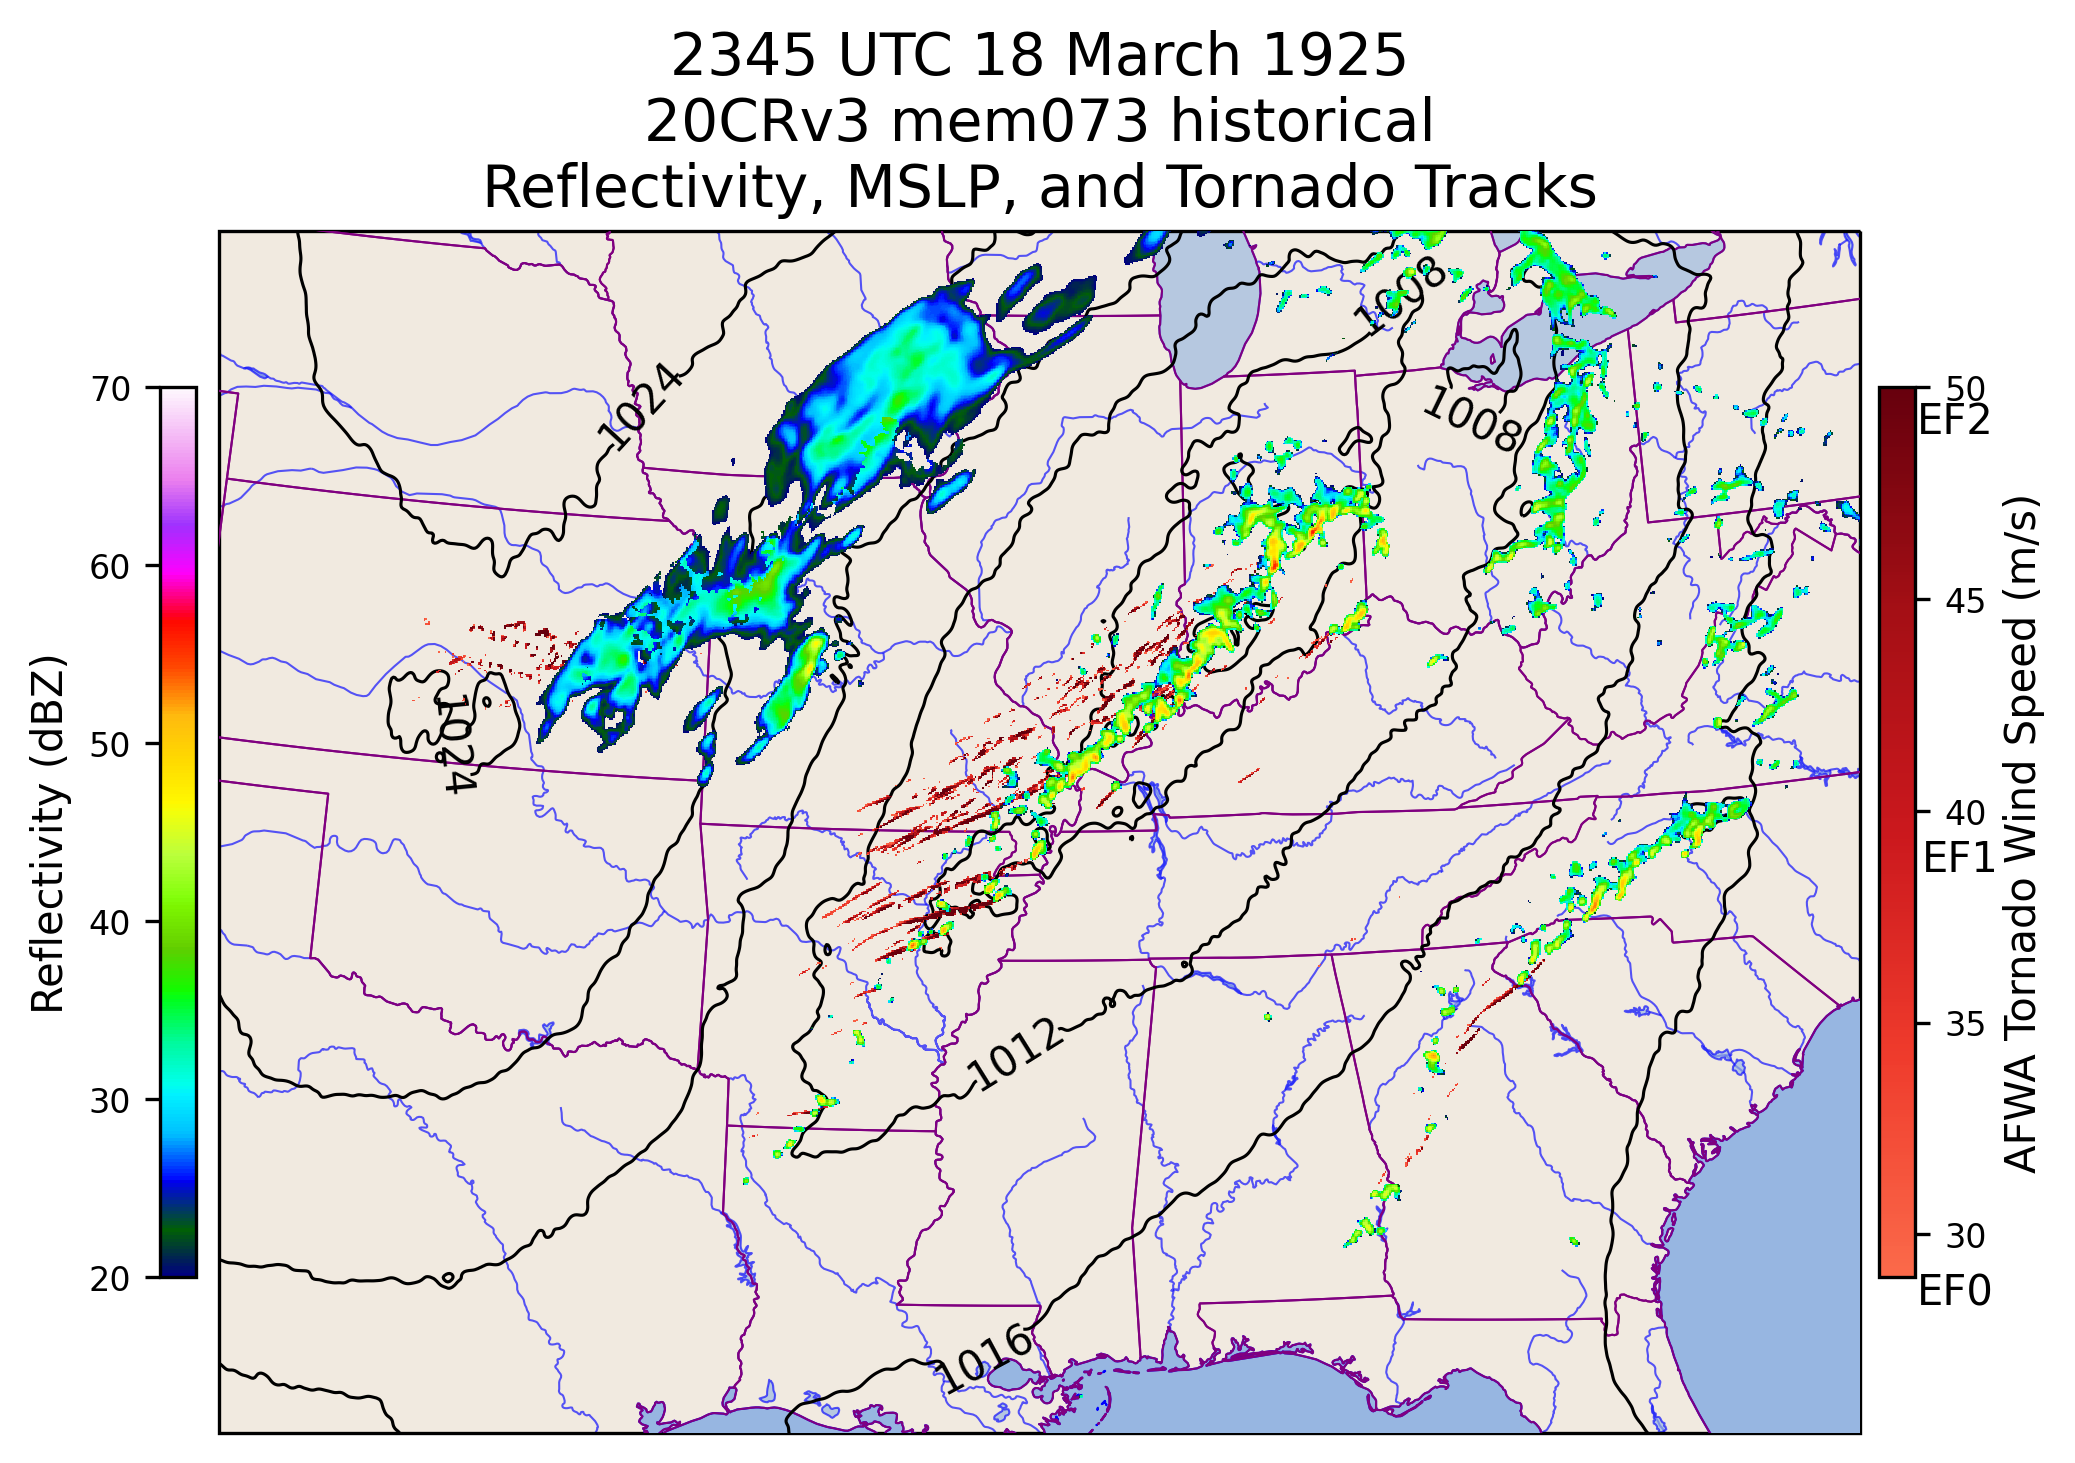 2345 UTC 18 March 1925
20CRv3 mem073 historical
Reflectivity, MSLP, and Tornado Tracks
Reflectivity (dBZ)
70
60
50
40
30
20
1024
1008
1008
1024
1012
1016
50
EF2
45
40
EF1
35
30
EF0
AFWA Tornado Wind Speed (m/s)